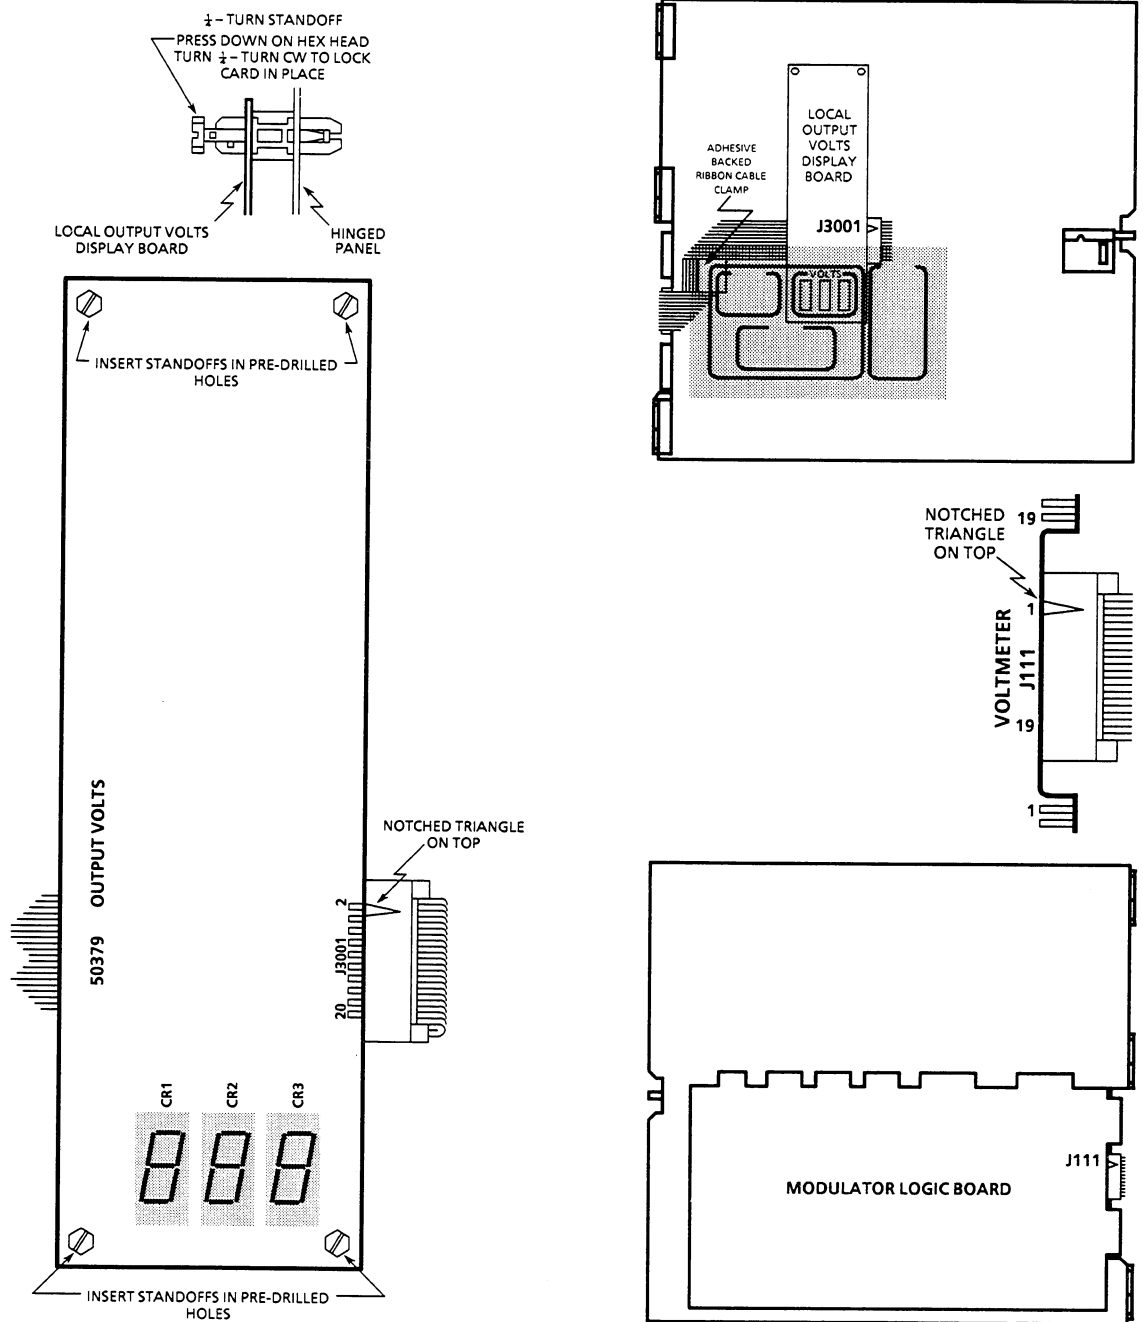 ¼-TURN STANDOFF
PRESS DOWN ON HEX HEAD
TURN ¼-TURN CW TO LOCK
CARD IN PLACE
LOCAL OUTPUT VOLTS
DISPLAY BOARD
HINGED
PANEL
INSERT STANDOFFS IN PRE-DRILLED
HOLES
50379 OUTPUT VOLTS
NOTCHED TRIANGLE
ON TOP
2
J3001
20
CR1
CR2
CR3
INSERT STANDOFFS IN PRE-DRILLED
HOLES
LOCAL
OUTPUT
VOLTS
DISPLAY
BOARD
ADHESIVE
BACKED
RIBBON CABLE
CLAMP
J3001
VOLTS
NOTCHED
TRIANGLE
ON TOP
19
1
VOLTMETER
J111
19
1
J111
MODULATOR LOGIC BOARD